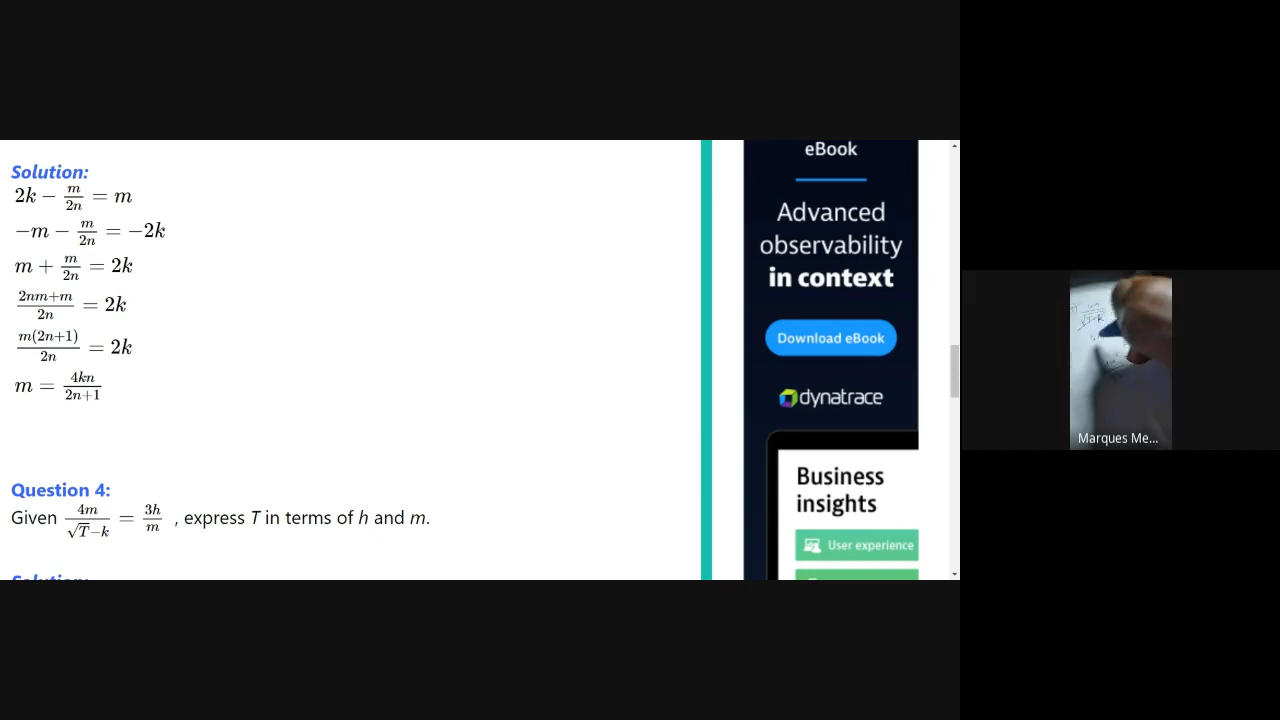 Solution:
2k − m/2n = m
−m − m/2n = −2k
m + m/2n = 2k
2nm+m/2n = 2k
m(2n+1)/2n = 2k
m = 4kn/2n+1
Question 4:
Given 4m/√T−k = 3h/m , express T in terms of h and m.
Solution:
eBook
Advanced
observability
in context
Download eBook
dynatrace
Business
insights
User experience
Marques Me...